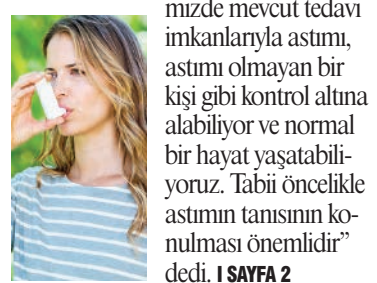 mizde mevcut tedavi
imkanlarıyla astımı,
astımı olmayan bir
kişi gibi kontrol altına
alabiliyor ve normal
bir hayat yaşatabili-
yoruz. Tabii öncelikle
astımın tanısının ko-
nulması önemlidir”
dedi. I SAYFA 2